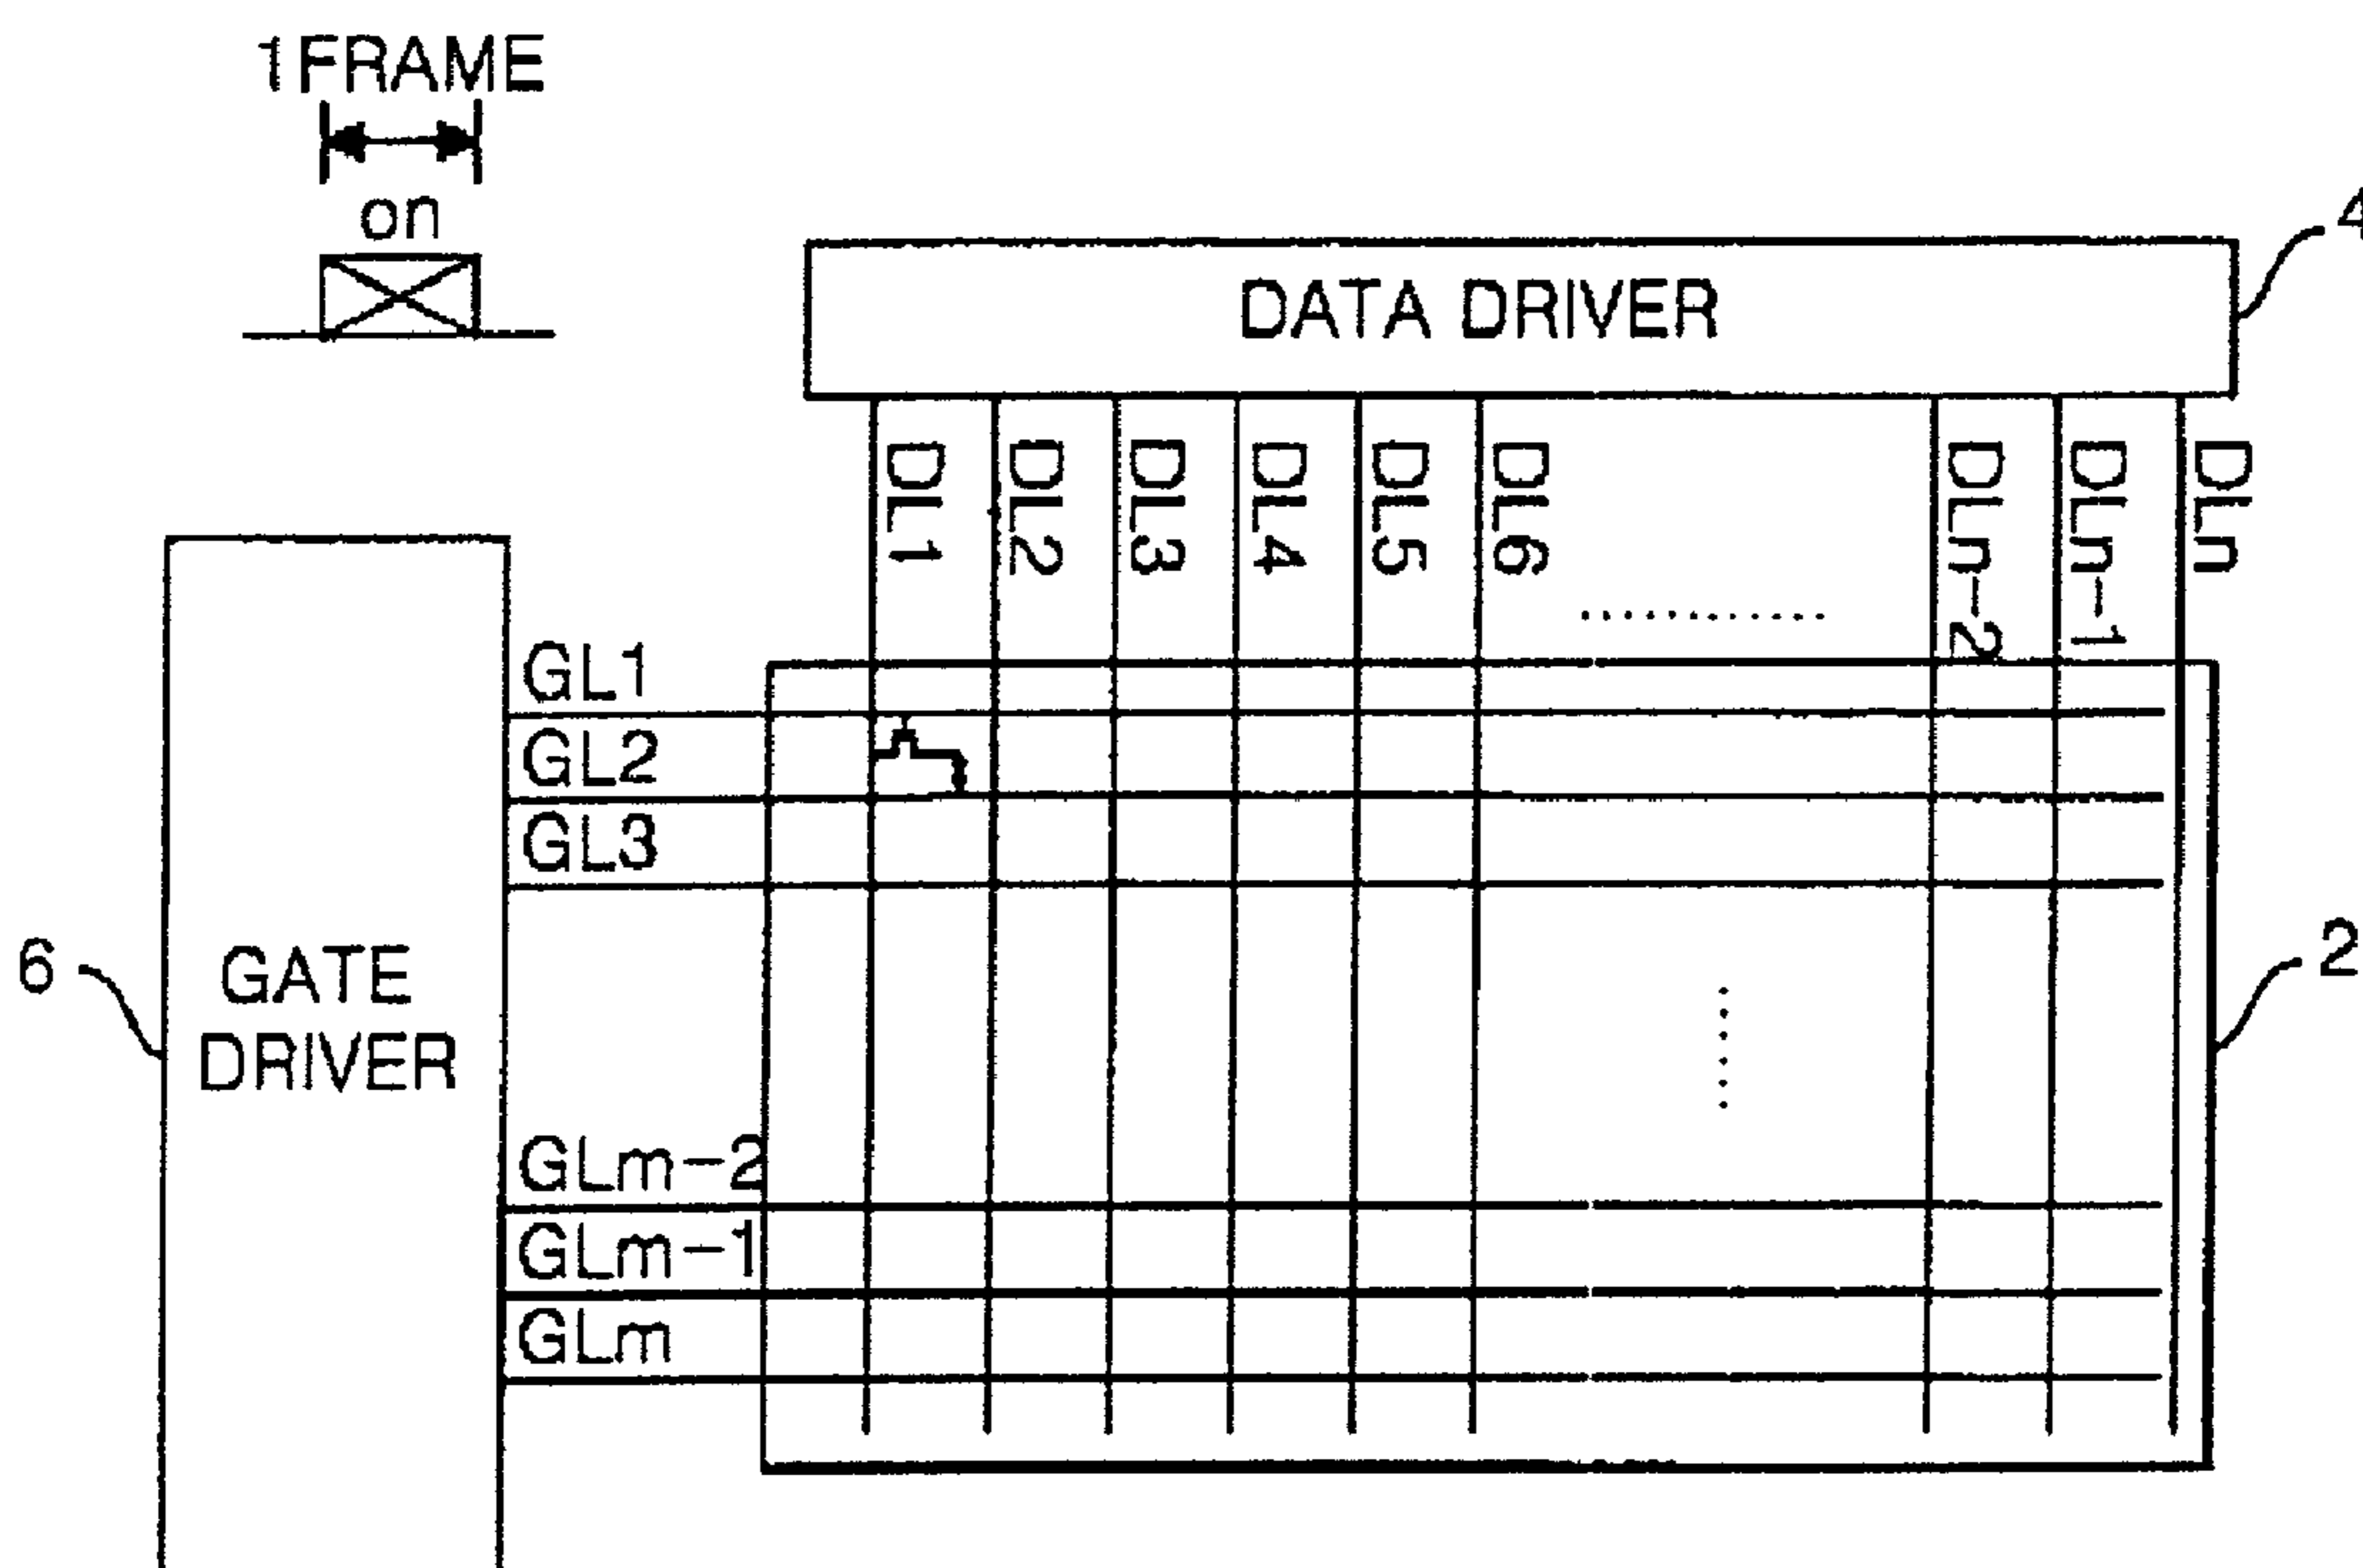 1FRAME
on
4
DATA DRIVER
DL1
DL2
DL3
DL4
DL5
DL6
DLn-2
DLn-1
DLn
GL1
GL2
GL3
6
GATE
DRIVER
2
GLm-2
GLm-1
GLm